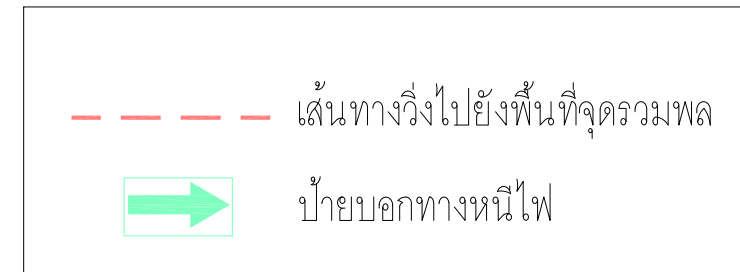 เส้นทางวิ่งไปยังพื้นที่จุดรวมพล
ป้ายบอกทางหนีไฟ